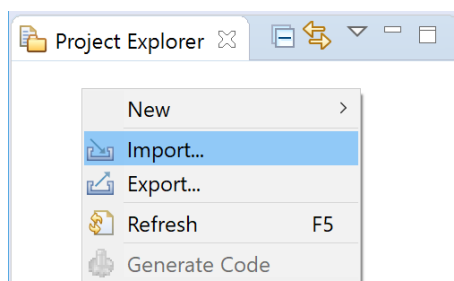 Project Explorer
New
Import...
Export...
Refresh F5
Generate Code